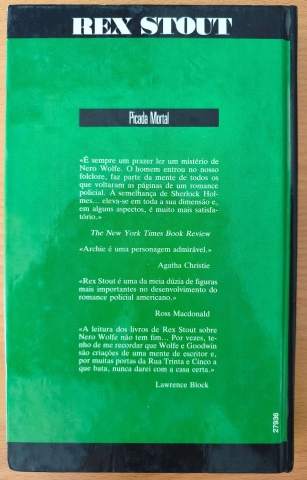 REX STOUT
Picada Mortal
«É sempre um prazer ler um mistério de
Nero Wolfe. O homem entrou no nosso
folclore, faz parte da mente de todos os
que voltaram as páginas de um romance
policial. À semelhança de Sherlock Hol-
mes... eleva-se em toda a sua dimensão e,
em alguns aspectos, é muito mais satisfa-
tório.»
The New York Times Book Review
«Archie é uma personagem admirável.»
Agatha Christie
«Rex Stout é uma da meia dúzia de figuras
mais importantes no desenvolvimento do
romance policial americano.»
Ross Macdonald
«A leitura dos livros de Rex Stout sobre
Nero Wolfe não tem fim... Por vezes, te-
nho de me recordar que Wolfe e Goodwin
são criações de uma mente de escritor e,
por muitas portas da Rua Trinta e Cinco a
que bata, nunca darei com a casa certa.»
Lawrence Block
27936